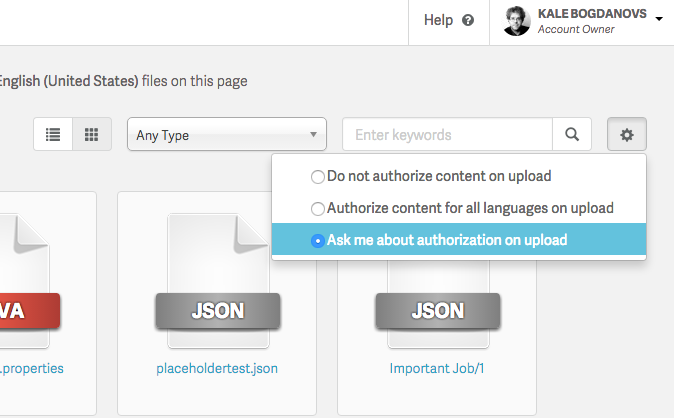 Help
KALE BOGDANOVS
Account Owner
English (United States) files on this page
Any Type
Enter keywords
Do not authorize content on upload
Authorize content for all languages on upload
Ask me about authorization on upload
VA
JSON
JSON
.properties
placeholdertest.json
Important Job/1